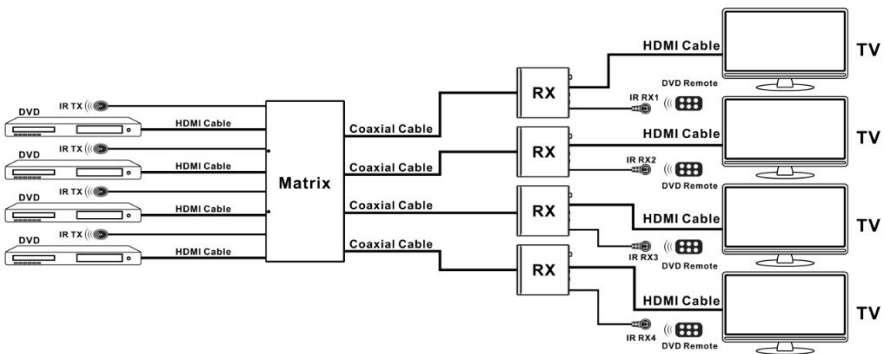 HDMI Cable
TV
DVD Remote
IR RX1
RX
DVD
IR TX
HDMI Cable
Coaxial Cable
HDMI Cable
TV
DVD
IR TX
HDMI Cable
Coaxial Cable
RX
IR RX2
DVD Remote
Matrix
DVD
IR TX
HDMI Cable
Coaxial Cable
RX
HDMI Cable
TV
IR RX3
DVD Remote
DVD
IR TX
HDMI Cable
Coaxial Cable
RX
HDMI Cable
TV
IR RX4
DVD Remote